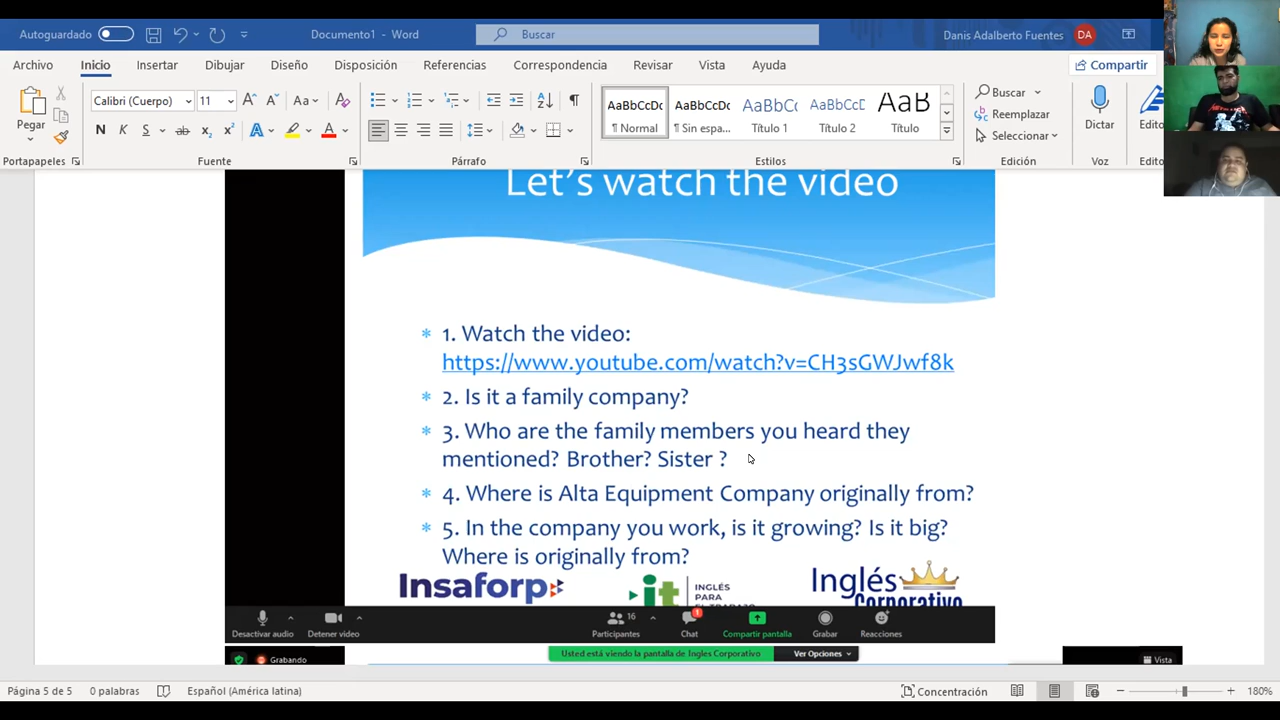 Autoguardado
Documento1 - Word
Buscar
Danis Adalberto Fuentes
DA
Archivo Inicio Insertar Dibujar Diseño Disposición Referencias Correspondencia Revisar Vista Ayuda
Compartir
Calibri (Cuerpo) 11
Aa
Pegar
N K S ab x₂ x² A A
AaBbCcDc AaBbCcDc AaBbCc AaBbCcD AaB
¶ Normal ¶ Sin espa... Título 1 Título 2 Título
Buscar
Reemplazar
Seleccionar
Dictar
Portapapeles Fuente Párrafo Estilos Edición Voz
Let's watch the video
* 1. Watch the video:
https://www.youtube.com/watch?v=CH3sGWJwf8k
* 2. Is it a family company?
* 3. Who are the family members you heard they
mentioned? Brother? Sister ?
* 4. Where is Alta Equipment Company originally from?
* 5. In the company you work, is it growing? Is it big?
Where is originally from?
Insaforp
it
INGLÉS
PARA
Inglés
Corporativo
16
1
Desactivar audio Detener video Participantes Chat Compartir pantalla Grabar Reacciones
Grabando
Usted está viendo la pantalla de Ingles Corporativo
Ver Opciones
Vista
Página 5 de 5 0 palabras Español (América latina)
Concentración
180%